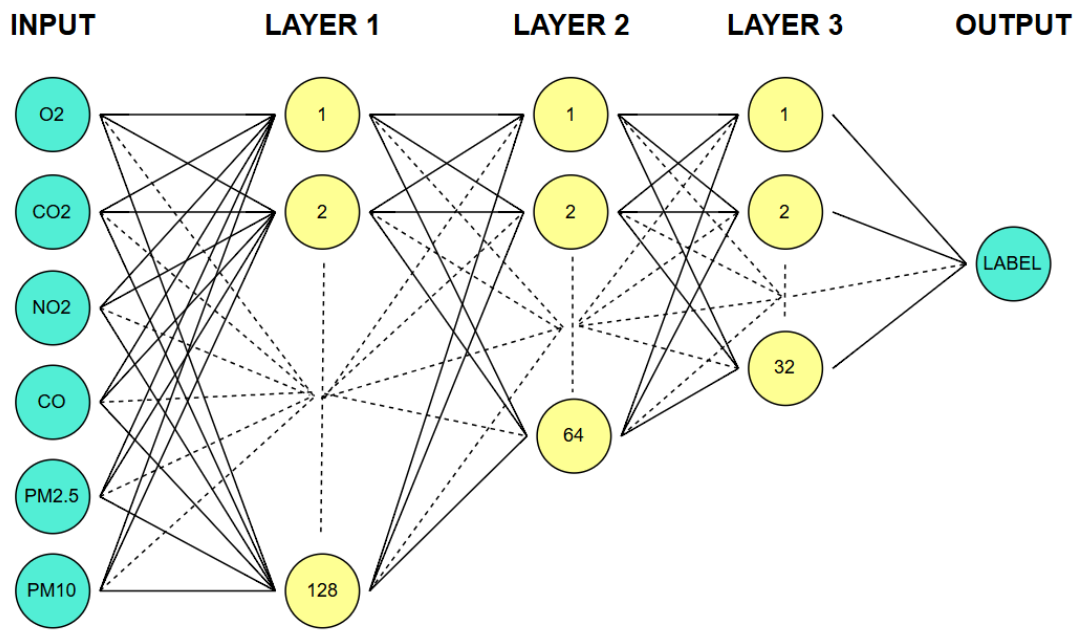 INPUT LAYER 1 LAYER 2 LAYER 3 OUTPUT
O2 1 1 1
CO2 2 2 2
LABEL
NO2
32
CO
64
PM2.5
PM10 128